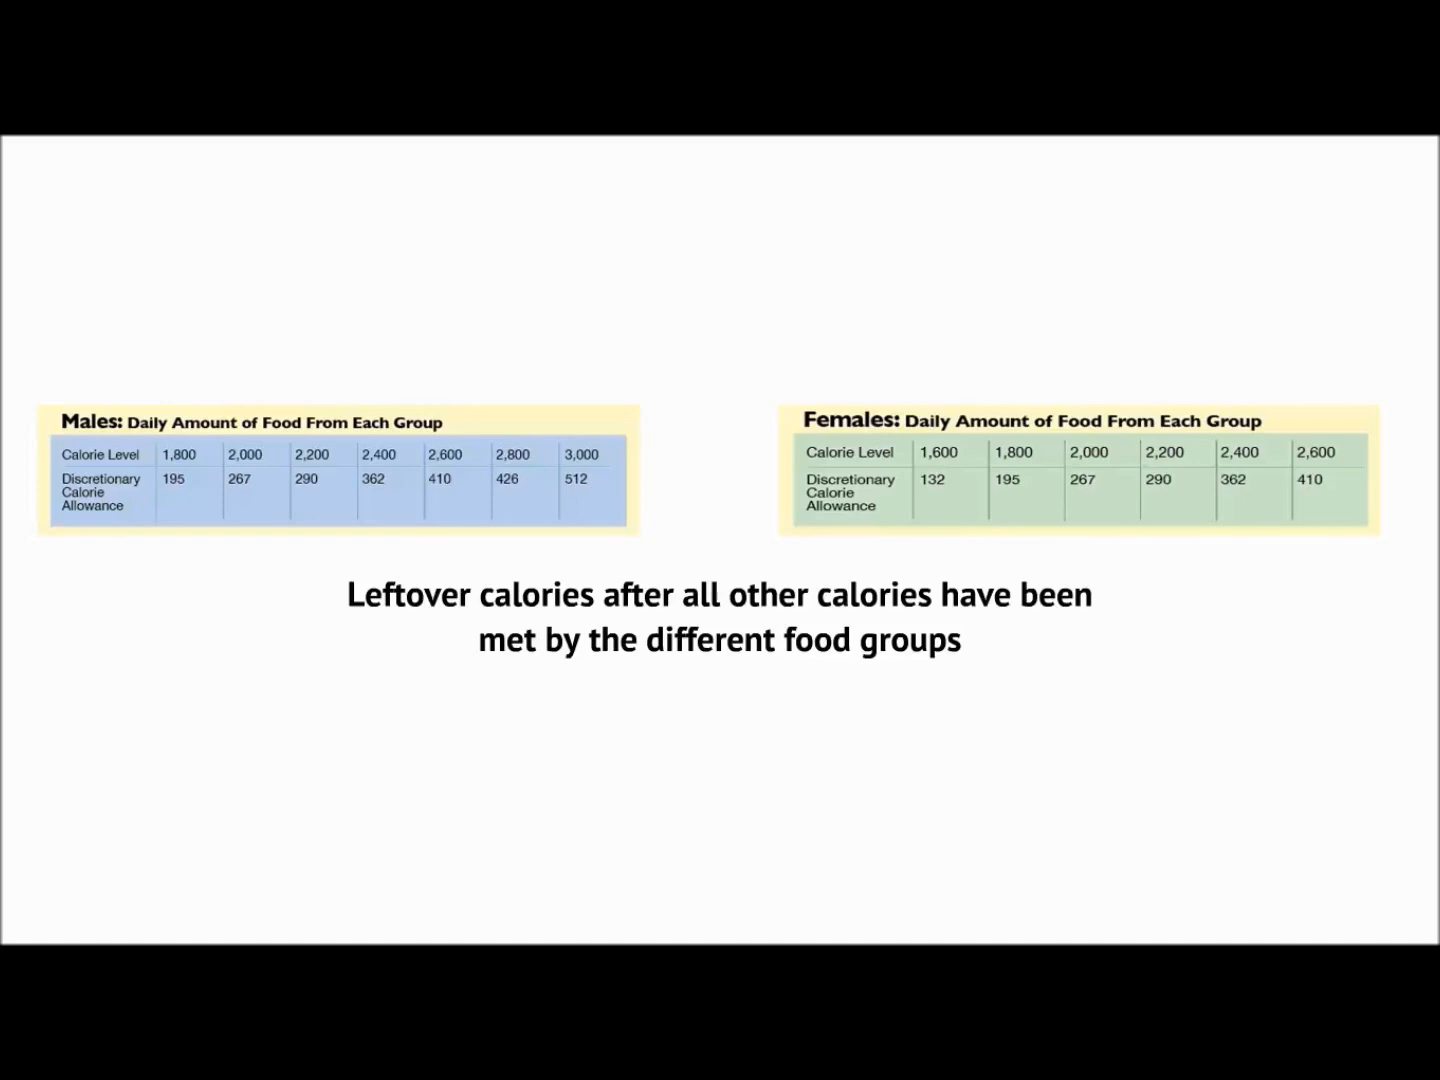 Males: Daily Amount of Food From Each Group
Calorie Level 1,800 2,000 2,200 2,400 2,600 2,800 3,000
Discretionary 195 267 290 362 410 426 512
Calorie
Allowance
Females: Daily Amount of Food From Each Group
Calorie Level 1,600 1,800 2,000 2,200 2,400 2,600
Discretionary 132 195 267 290 362 410
Calorie
Allowance
Leftover calories after all other calories have been
met by the different food groups